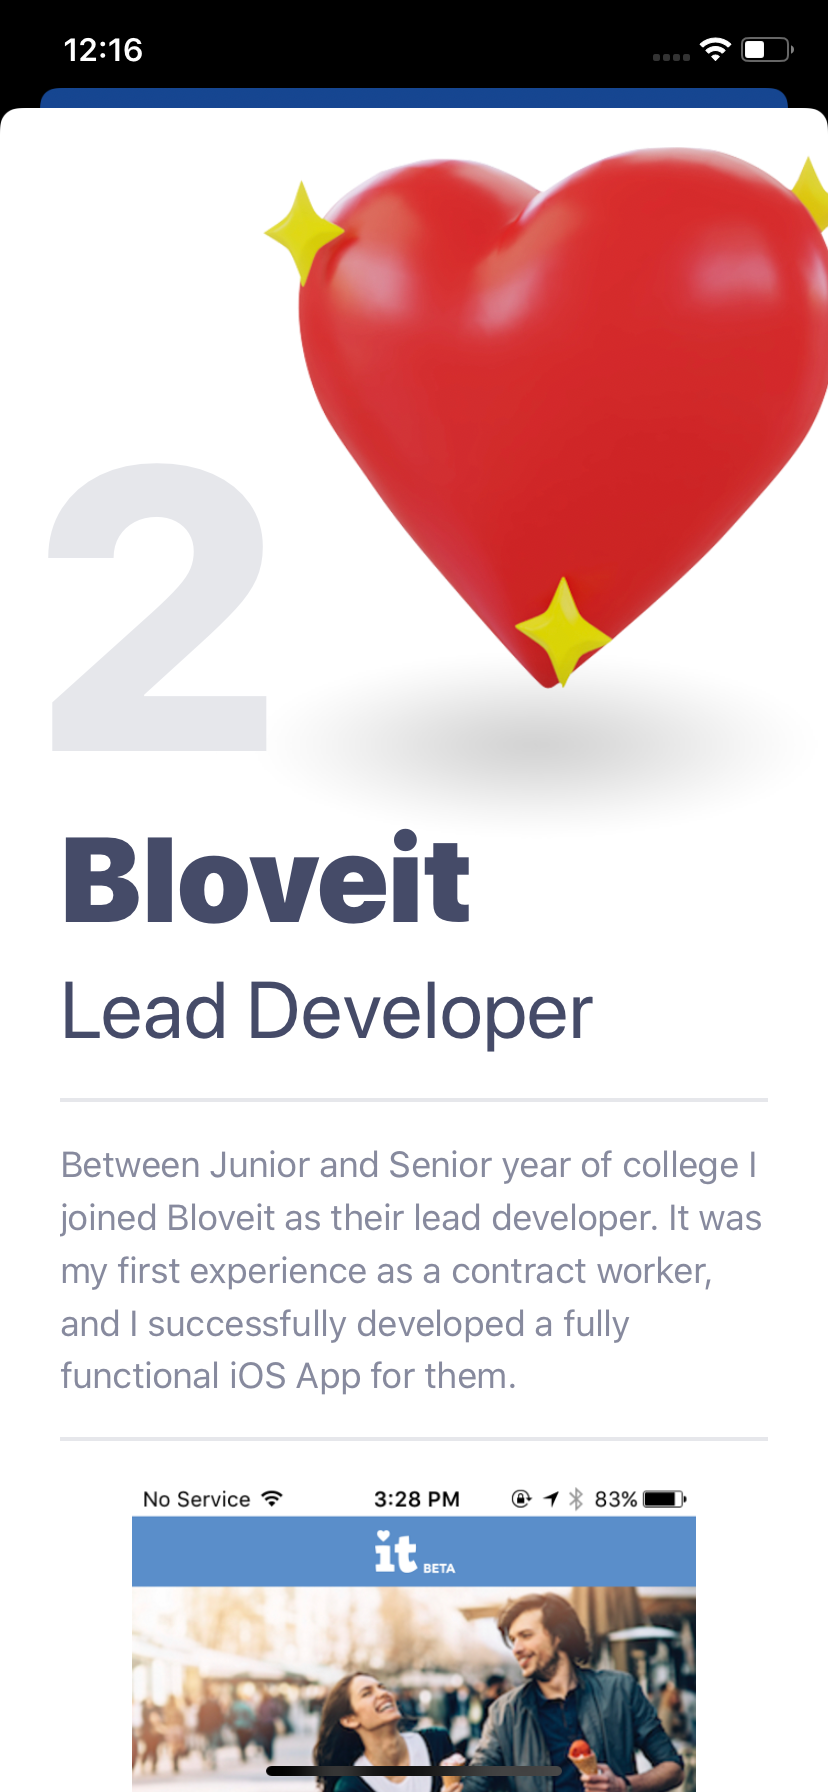 12:16
2
Bloveit
Lead Developer
Between Junior and Senior year of college I
joined Bloveit as their lead developer. It was
my first experience as a contract worker,
and I successfully developed a fully
functional iOS App for them.
No Service 3:28 PM 83%
it BETA